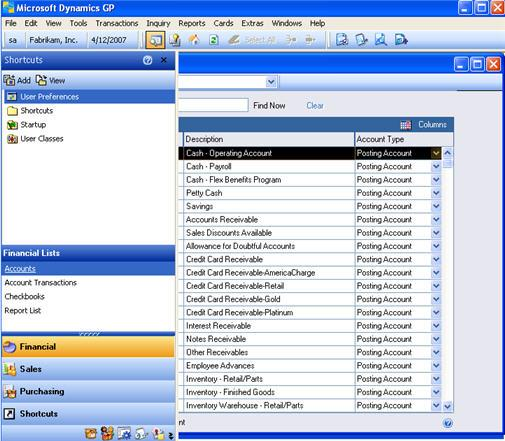 Microsoft Dynamics GP
File Edit View Tools Transactions Inquiry Reports Cards Extras Windows Help
sa Fabrikam, Inc. 4/12/2007 Select All
Shortcuts
Add View
User Preferences
Shortcuts
Startup
User Classes
Financial Lists
Accounts
Account Transactions
Checkbooks
Report List
Financial
Sales
Purchasing
Shortcuts
Find Now Clear
Columns
Description Account Type
Cash - Operating Account Posting Account
Cash - Payroll Posting Account
Cash - Flex Benefits Program Posting Account
Petty Cash Posting Account
Savings Posting Account
Accounts Receivable Posting Account
Sales Discounts Available Posting Account
Allowance for Doubtful Accounts Posting Account
Credit Card Receivable Posting Account
Credit Card Receivable-AmericaCharge Posting Account
Credit Card Receivable-Retail Posting Account
Credit Card Receivable-Gold Posting Account
Credit Card Receivable-Platinum Posting Account
Interest Receivable Posting Account
Notes Receivable Posting Account
Other Receivables Posting Account
Employee Advances Posting Account
Inventory - Retail/Parts Posting Account
Inventory - Finished Goods Posting Account
Inventory Warehouse - Retail/Parts Posting Account
nt